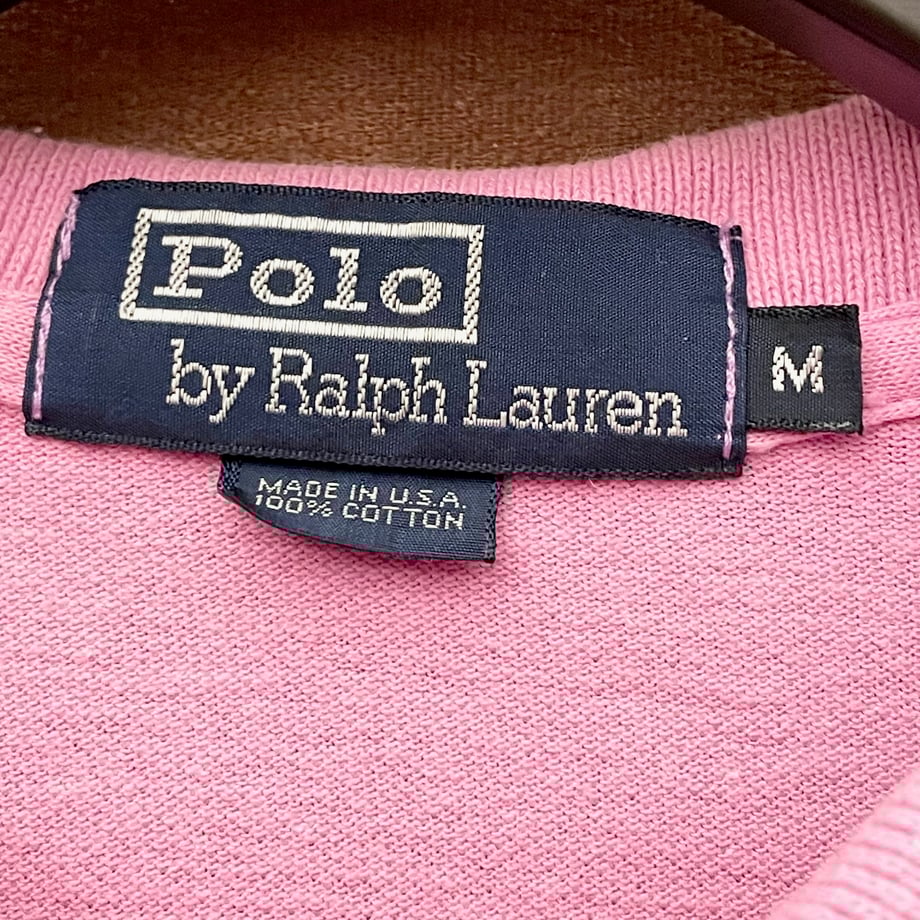 Polo
by Ralph Lauren
M
MADE IN U.S.A.
100% COTTON